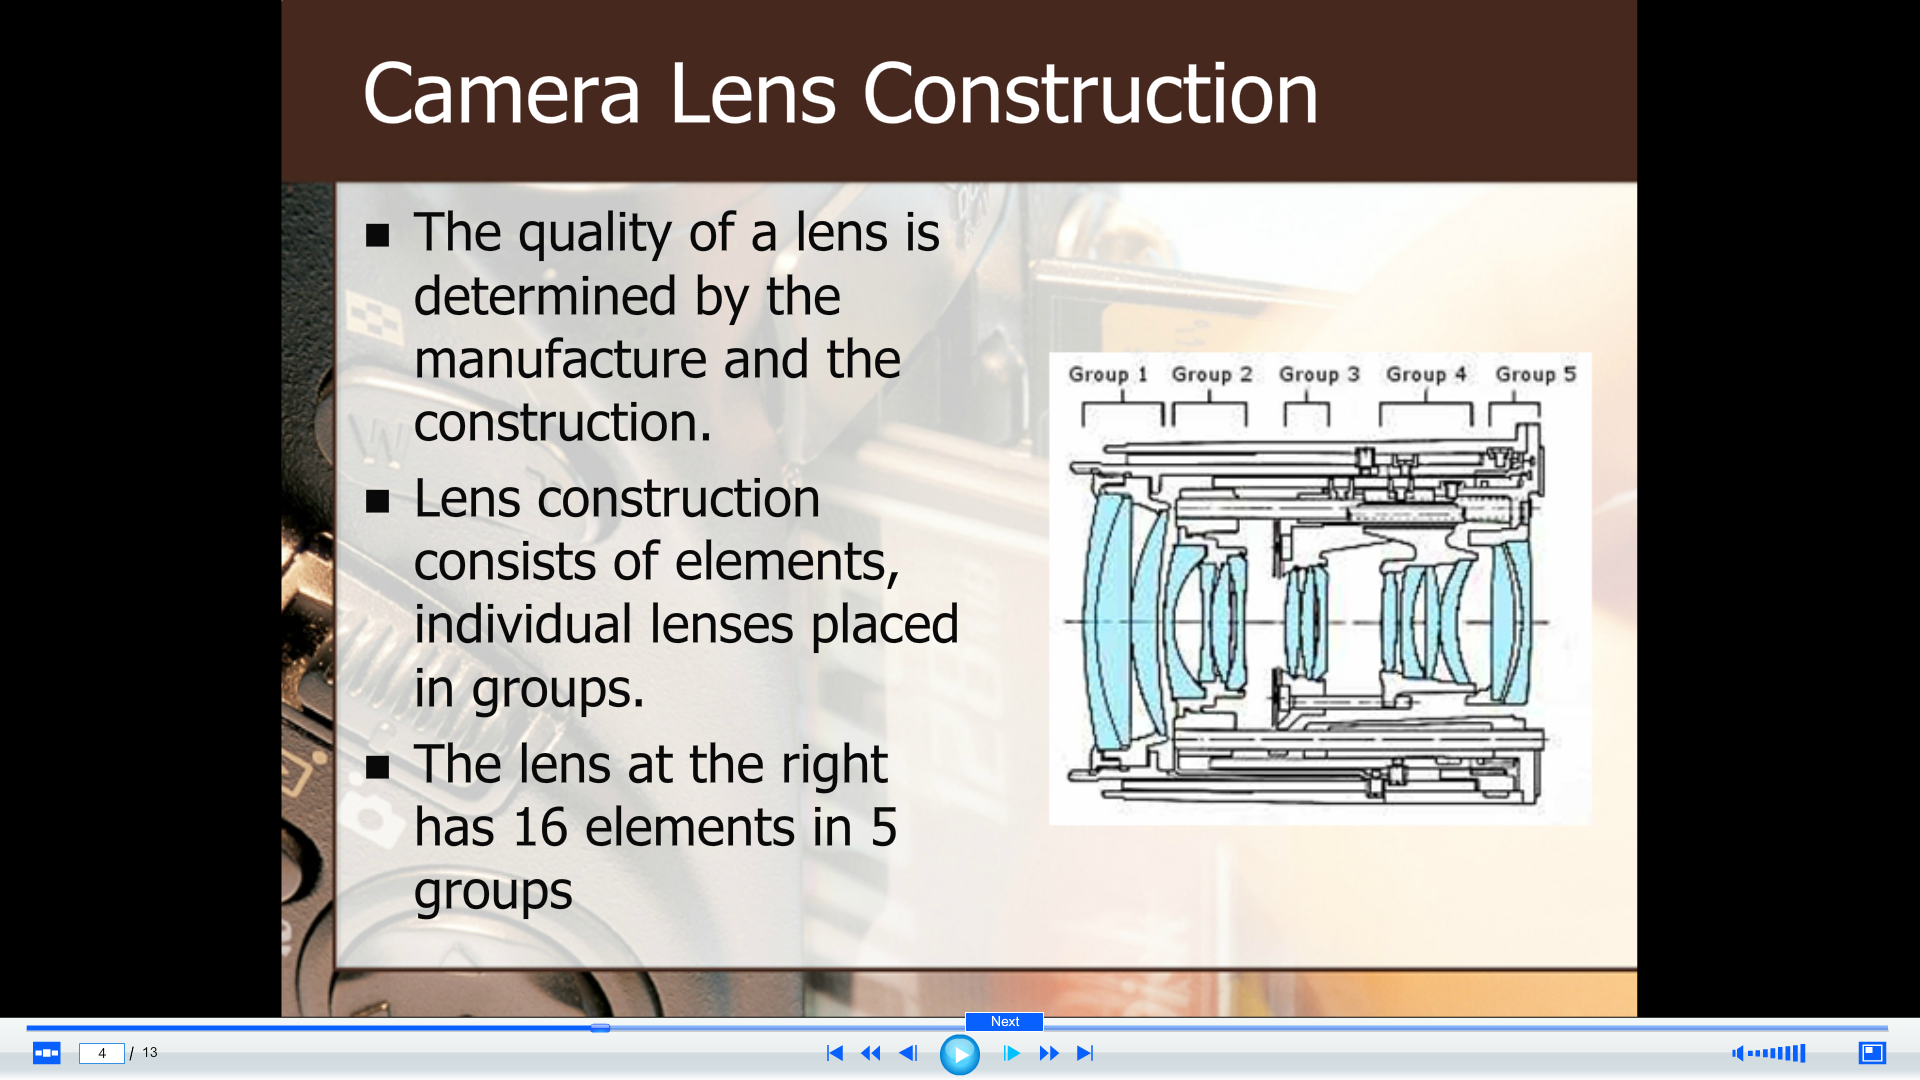 Camera Lens Construction
The quality of a lens is
determined by the
manufacture and the
construction.
Lens construction
consists of elements,
individual lenses placed
in groups.
The lens at the right
has 16 elements in 5
groups
Group 1 Group 2 Group 3 Group 4 Group 5
Next
4 / 13